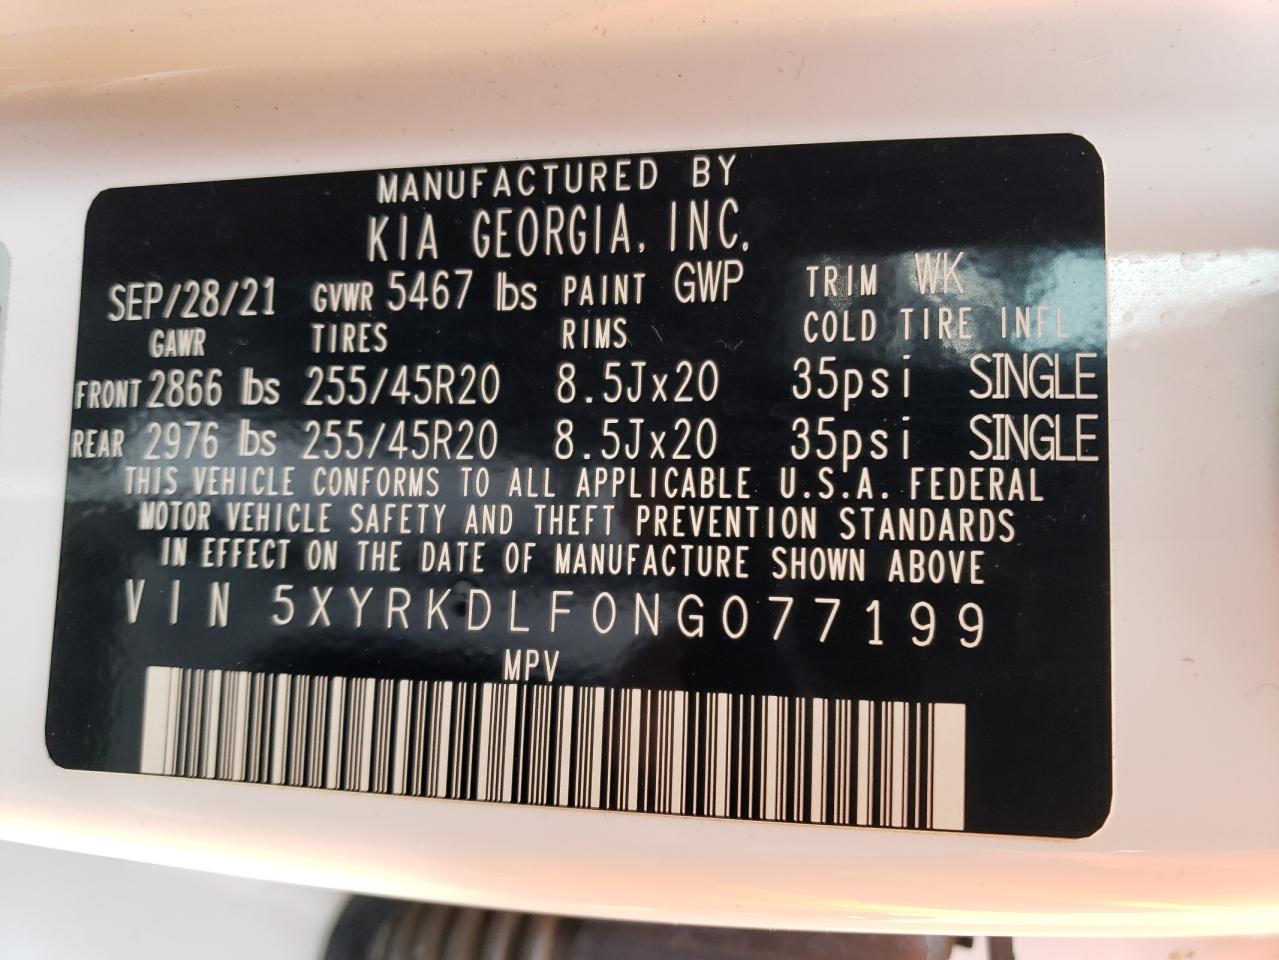 MANUFACTURED BY
KIA GEORGIA, INC.
SEP/28/21 GVWR 5467 lbs PAINT GWP TRIM WK
GAWR TIRES RIMS COLD TIRE INFL
FRONT 2866 lbs 255/45R20 8.5Jx20 35psi SINGLE
REAR 2976 lbs 255/45R20 8.5Jx20 35psi SINGLE
THIS VEHICLE CONFORMS TO ALL APPLICABLE U.S.A. FEDERAL
MOTOR VEHICLE SAFETY AND THEFT PREVENTION STANDARDS
IN EFFECT ON THE DATE OF MANUFACTURE SHOWN ABOVE
VIN 5XYRKDLF0NG077199
MPV